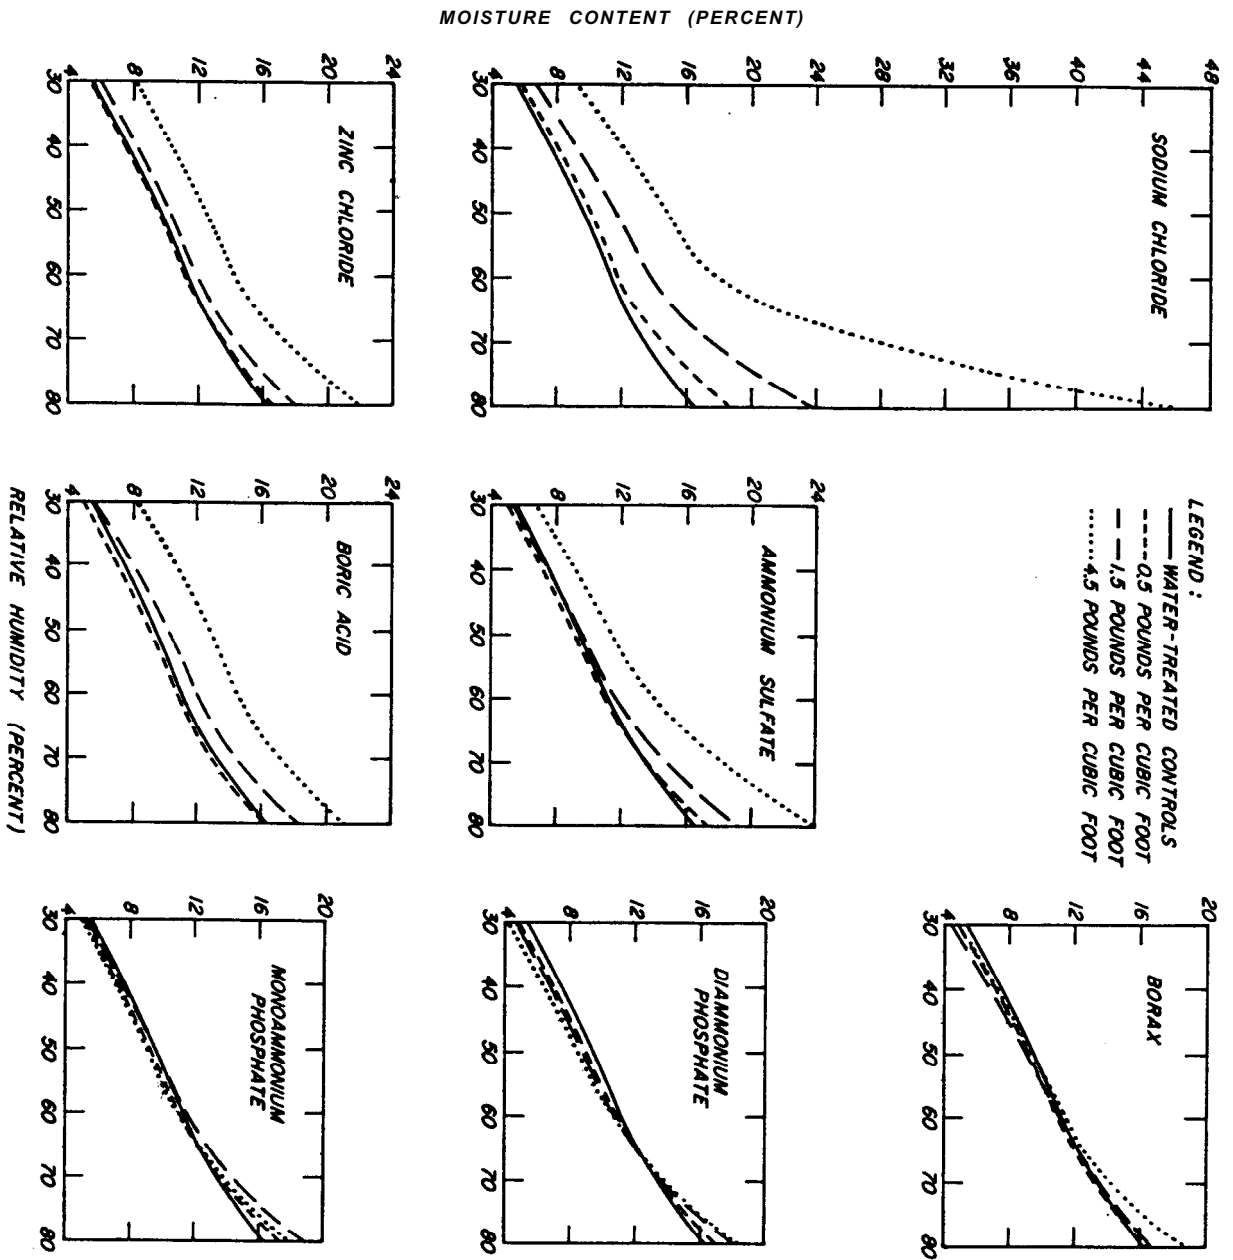 MOISTURE CONTENT (PERCENT)
48
44
40
36
32
28
24
20
16
12
8
4
30 40 50 60 70 80
SODIUM CHLORIDE
24
20
16
12
8
4
30 40 50 60 70 80
ZINC CHLORIDE
LEGEND:
WATER-TREATED CONTROLS
0.5 POUNDS PER CUBIC FOOT
1.5 POUNDS PER CUBIC FOOT
4.5 POUNDS PER CUBIC FOOT
24
20
16
12
8
4
30 40 50 60 70 80
AMMONIUM SULFATE
24
20
16
12
8
4
30 40 50 60 70 80
BORIC ACID
20
16
12
8
4
30 40 50 60 70 80
BORAX
20
16
12
8
4
30 40 50 60 70 80
DIAMMONIUM
PHOSPHATE
20
16
12
8
4
30 40 50 60 70 80
MONOAMMONIUM
PHOSPHATE
RELATIVE HUMIDITY (PERCENT)